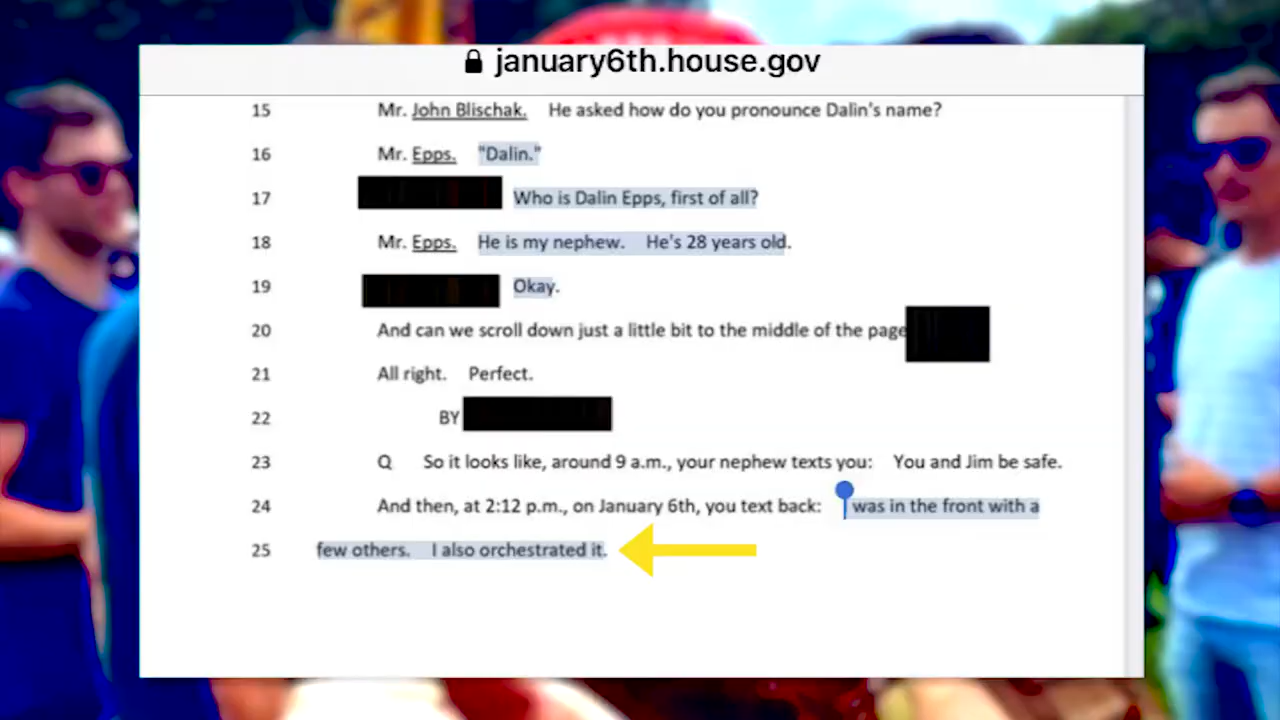 january6th.house.gov
15 Mr. John Blischak. He asked how do you pronounce Dalin's name?
16 Mr. Epps. "Dalin."
17 Who is Dalin Epps, first of all?
18 Mr. Epps. He is my nephew. He's 28 years old.
19 Okay.
20 And can we scroll down just a little bit to the middle of the page
21 All right. Perfect.
22 BY
23 Q So it looks like, around 9 a.m., your nephew texts you: You and Jim be safe.
24 And then, at 2:12 p.m., on January 6th, you text back: was in the front with a
25 few others. I also orchestrated it.